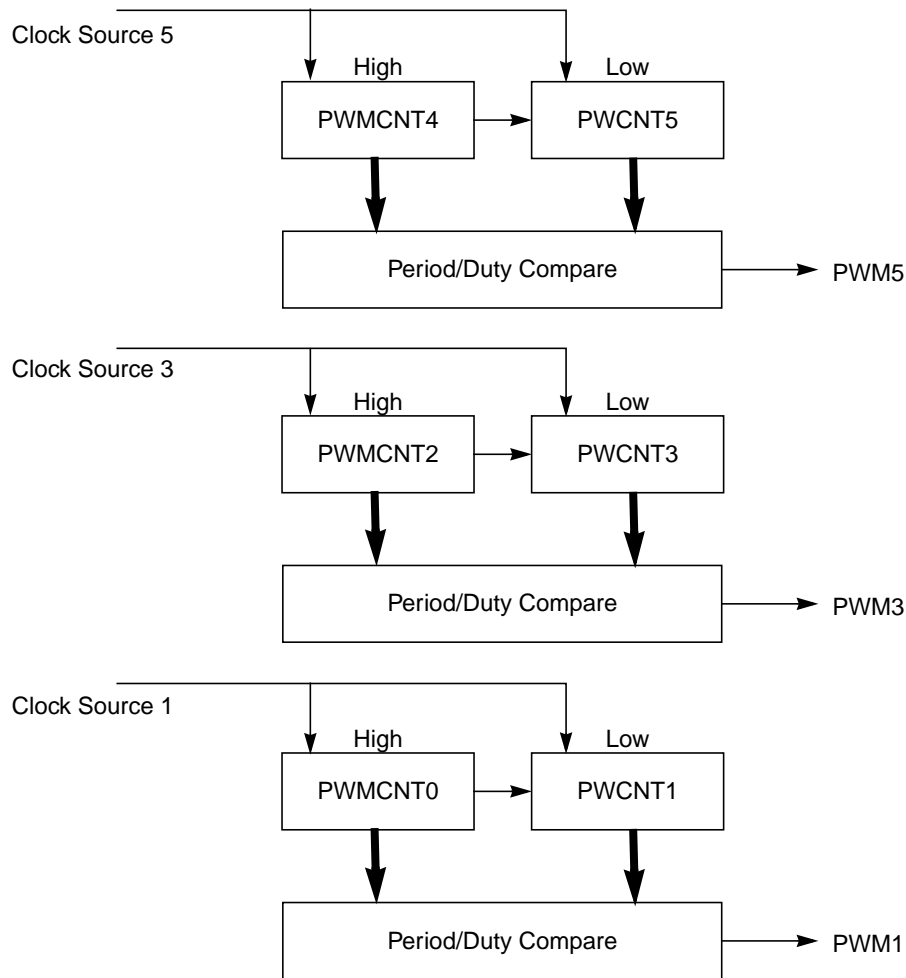 Clock Source 5
High
Low
PWMCNT4
PWCNT5
Period/Duty Compare
PWM5
Clock Source 3
High
Low
PWMCNT2
PWCNT3
Period/Duty Compare
PWM3
Clock Source 1
High
Low
PWMCNT0
PWCNT1
Period/Duty Compare
PWM1